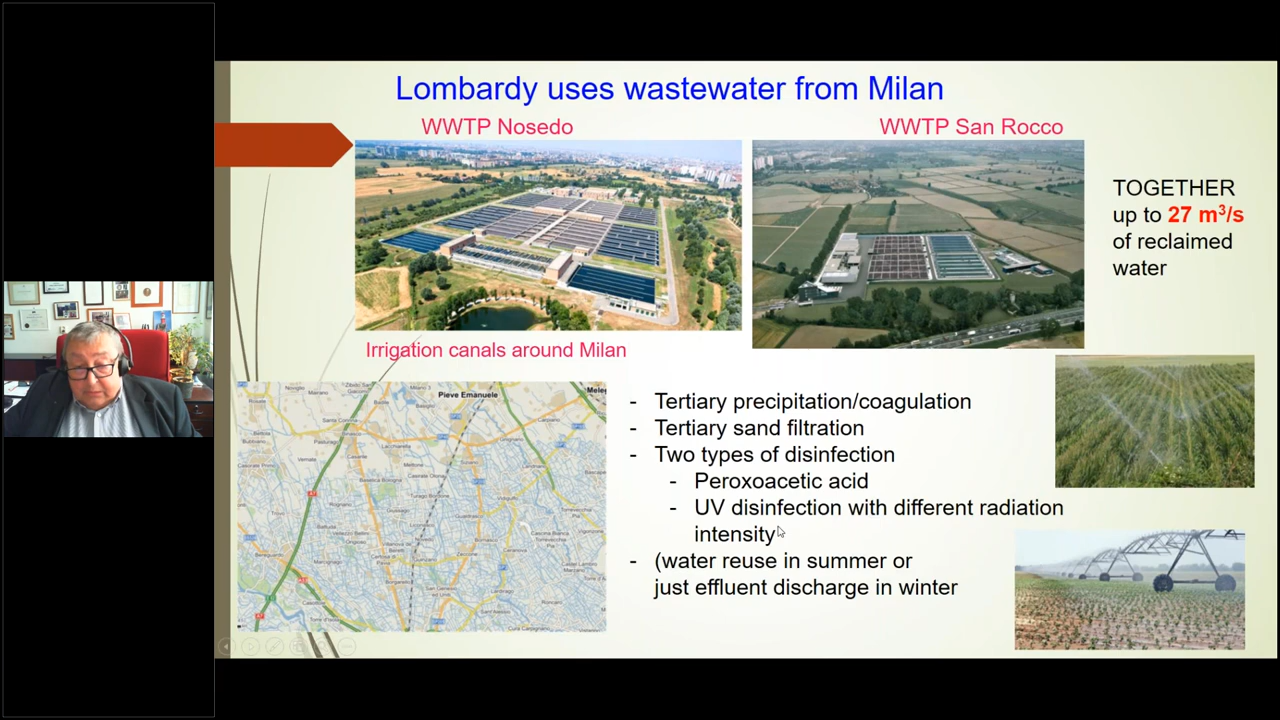 Lombardy uses wastewater from Milan
WWTP Nosedo
WWTP San Rocco
TOGETHER
up to 27 m³/s
of reclaimed
water
Irrigation canals around Milan
Pieve Emanuele
- Tertiary precipitation/coagulation
- Tertiary sand filtration
- Two types of disinfection
- Peroxoacetic acid
- UV disinfection with different radiation
intensity
- (water reuse in summer or
just effluent discharge in winter